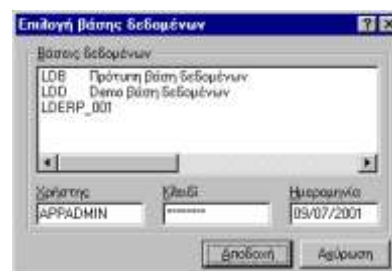 Επιλογή βάσης δεδομένων
Βάσεις δεδομένων
LDB Πρότυπη βάση δεδομένων
LDD Demo βάση δεδομένων
LDERP_001
Χρήστης Κλειδί Ημερομηνία
APPADMIN ******** 09/07/2001
Αποδοχή Ακύρωση